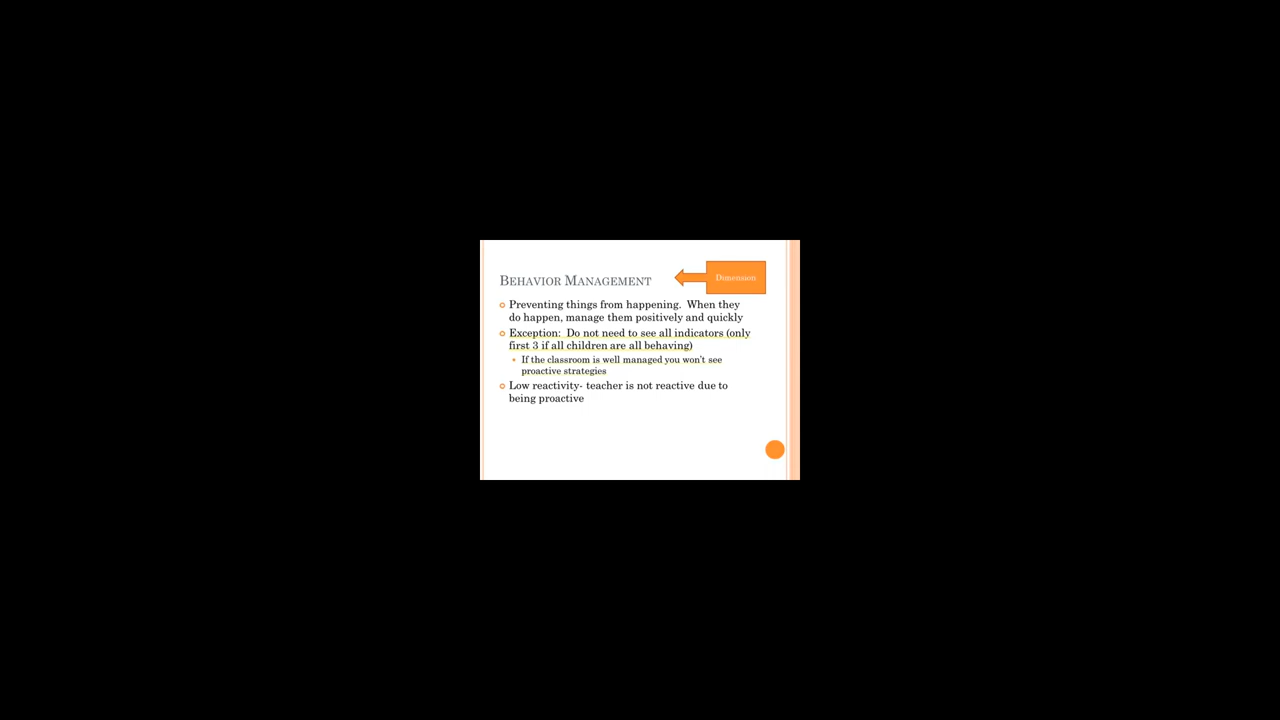 BEHAVIOR MANAGEMENT
Dimension
Preventing things from happening.  When they
do happen, manage them positively and quickly
Exception:  Do not need to see all indicators (only
first 3 if all children are all behaving)
If the classroom is well managed you won't see
proactive strategies
Low reactivity- teacher is not reactive due to
being proactive